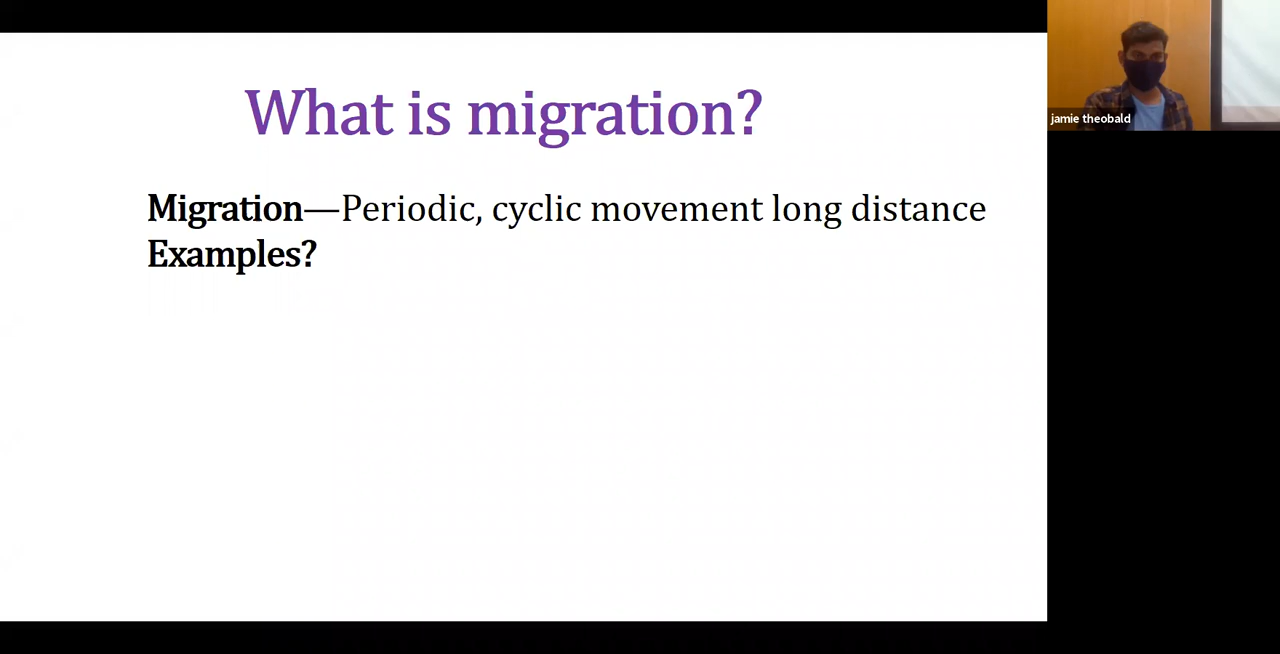 What is migration?
Migration—Periodic, cyclic movement long distance
Examples?
jamie theobald